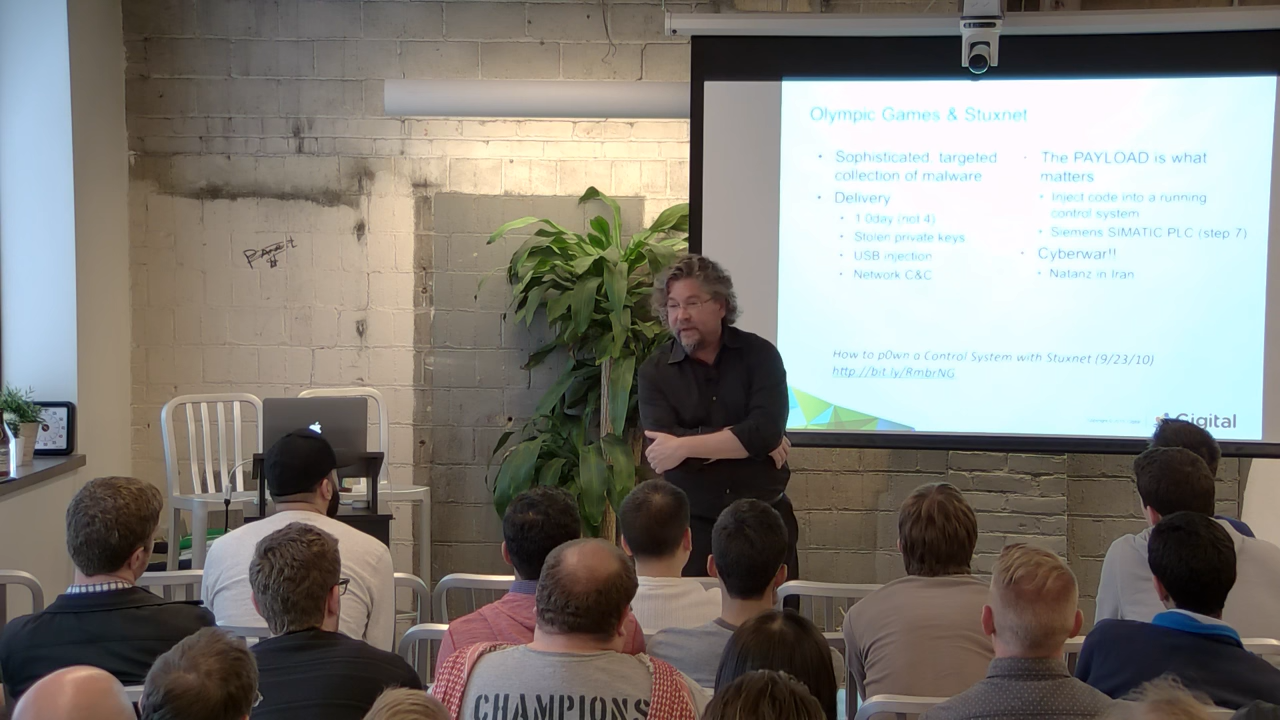 Olympic Games & Stuxnet
• Sophisticated, targeted
collection of malware
• Delivery
• 1 0day (not 4)
• Stolen private keys
• USB injection
• Network C&C
• The PAYLOAD is what
matters
• Inject code into a running
control system
• Siemens SIMATIC PLC (step 7)
• Cyberwar!!
• Natanz in Iran
How to p0wn a Control System with Stuxnet (9/23/10)
http://bit.ly/RmbrNG
Cigital
CHAMPIONS